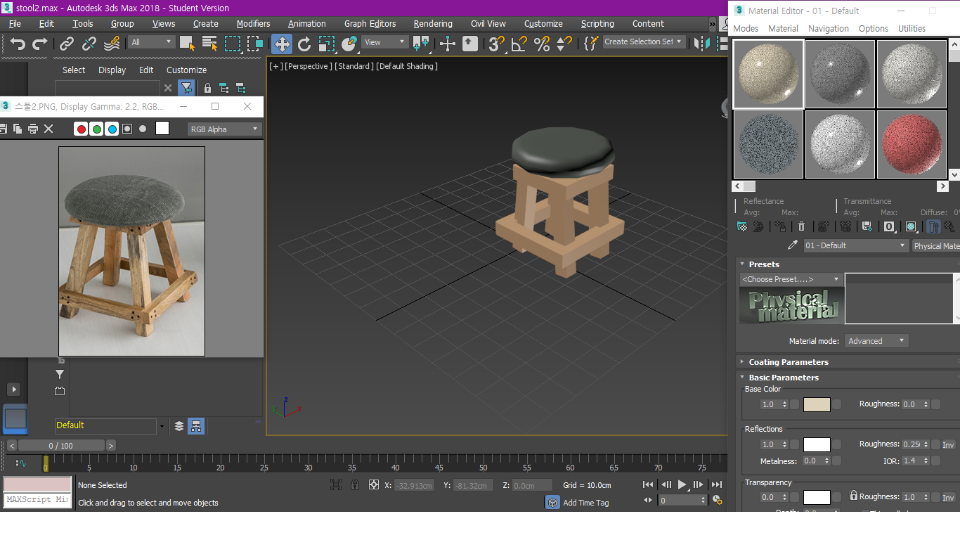 stool2.max - Autodesk 3ds Max 2018 - Student Version
File Edit Tools Group Views Create Modifiers Animation Graph Editors Rendering Civil View Customize Scripting Content
All View Create Selection Set
Select Display Edit Customize
스툴2.PNG, Display Gamma: 2.2, RGB...
RGB Alpha
[+] [Perspective] [Standard] [Default Shading]
Default
0 / 100
0 5 10 15 20 25 30 35 40 45 50 55 60 65 70 75
None Selected X: -32.913cm Y: -81.32cm Z: 0.0cm Grid = 10.0cm
MAXScript Mi: Click and drag to select and move objects Add Time Tag 0
Material Editor - 01 - Default
Modes Material Navigation Options Utilities
Reflectance Transmittance
Avg: Max: Avg: Max: Diffuse:
01 - Default Physical Mate
Presets
<Choose Preset....>
Physical material
Material mode: Advanced
Coating Parameters
Basic Parameters
Base Color
1.0 Roughness: 0.0
Reflections
1.0 Roughness: 0.25 Inv
Metalness: 0.0 IOR: 1.4
Transparency
0.0 Roughness: 1.0 Inv